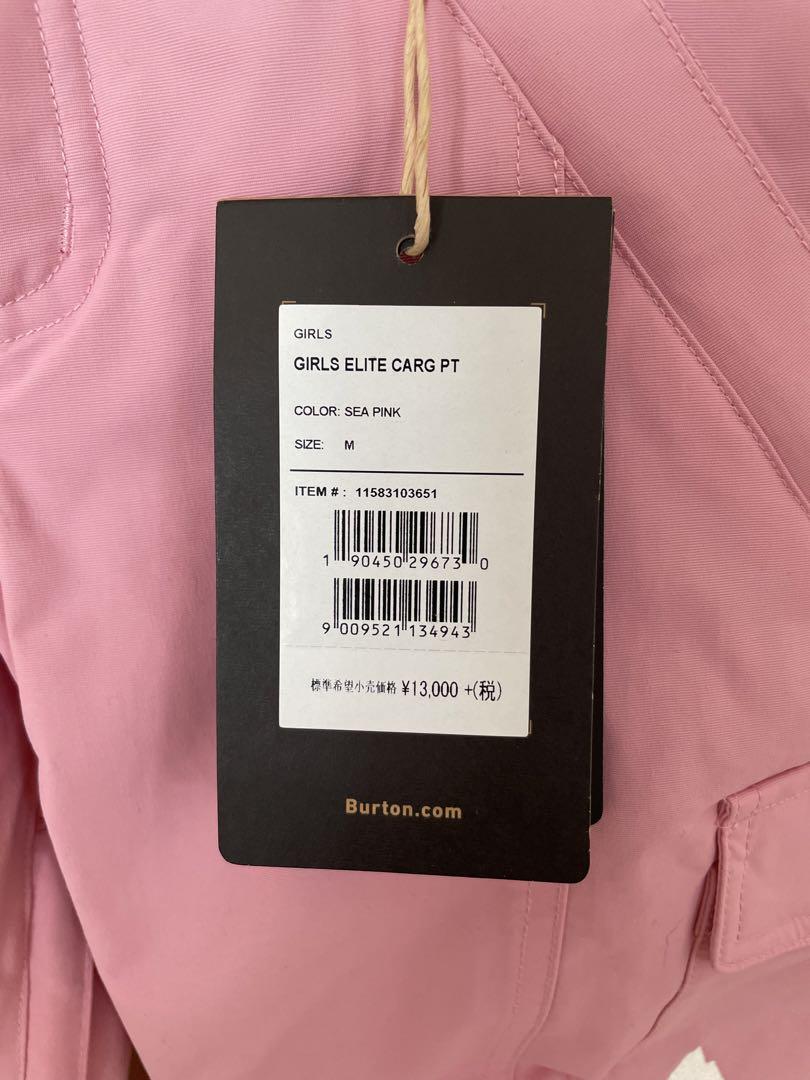 GIRLS
GIRLS ELITE CARG PT
COLOR: SEA PINK
SIZE: M
ITEM # : 11583103651
1 90450 29673 0
9 009521 134943
標準希望小売価格 ¥13,000 +(税)
Burton.com